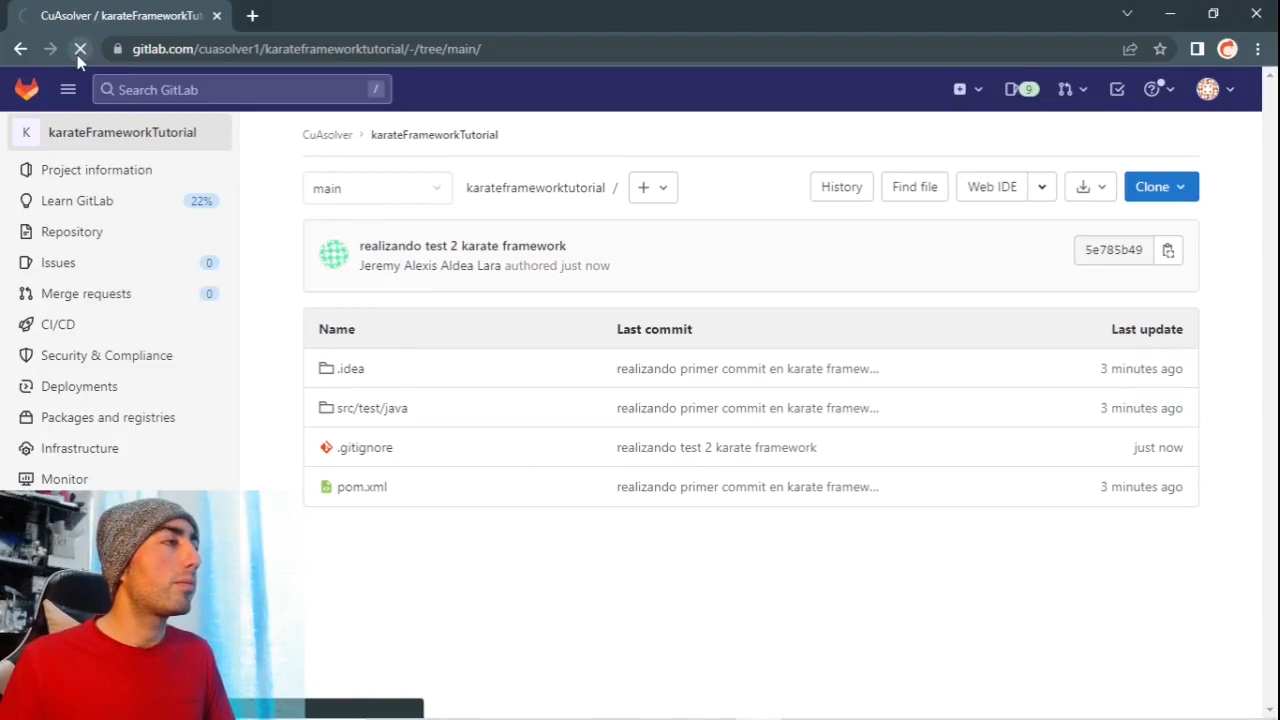 CuAsolver / karateFrameworkTut
gitlab.com/cuasolver1/karateframeworktutorial/-/tree/main/
Search GitLab /
9
K karateFrameworkTutorial
Project information
Learn GitLab 22%
Repository
Issues 0
Merge requests 0
CI/CD
Security & Compliance
Deployments
Packages and registries
Infrastructure
Monitor
CuAsolver > karateFrameworkTutorial
main karateframeworktutorial / + History Find file Web IDE Clone
realizando test 2 karate framework
Jeremy Alexis Aldea Lara authored just now
5e785b49
Name Last commit Last update
.idea realizando primer commit en karate framew... 3 minutes ago
src/test/java realizando primer commit en karate framew... 3 minutes ago
.gitignore realizando test 2 karate framework just now
pom.xml realizando primer commit en karate framew... 3 minutes ago